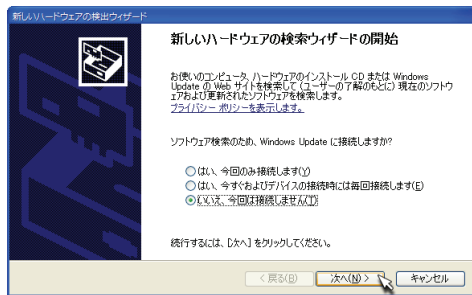 新しいハードウェアの検出ウィザード
新しいハードウェアの検索ウィザードの開始
お使いのコンピュータ、ハードウェアのインストール CD または Windows
Update の Web サイトを検索して (ユーザーの了解のもとに) 現在のソフトウ
ェアおよび更新されたソフトウェアを検索します。
プライバシー ポリシーを表示します。
ソフトウェア検索のため、Windows Update に接続しますか?
はい、今回のみ接続します(Y)
はい、今すぐおよびデバイスの接続時には毎回接続します(E)
いいえ、今回は接続しません(T)
続行するには、[次へ] をクリックしてください。
< 戻る(B)
次へ(N) >
キャンセル